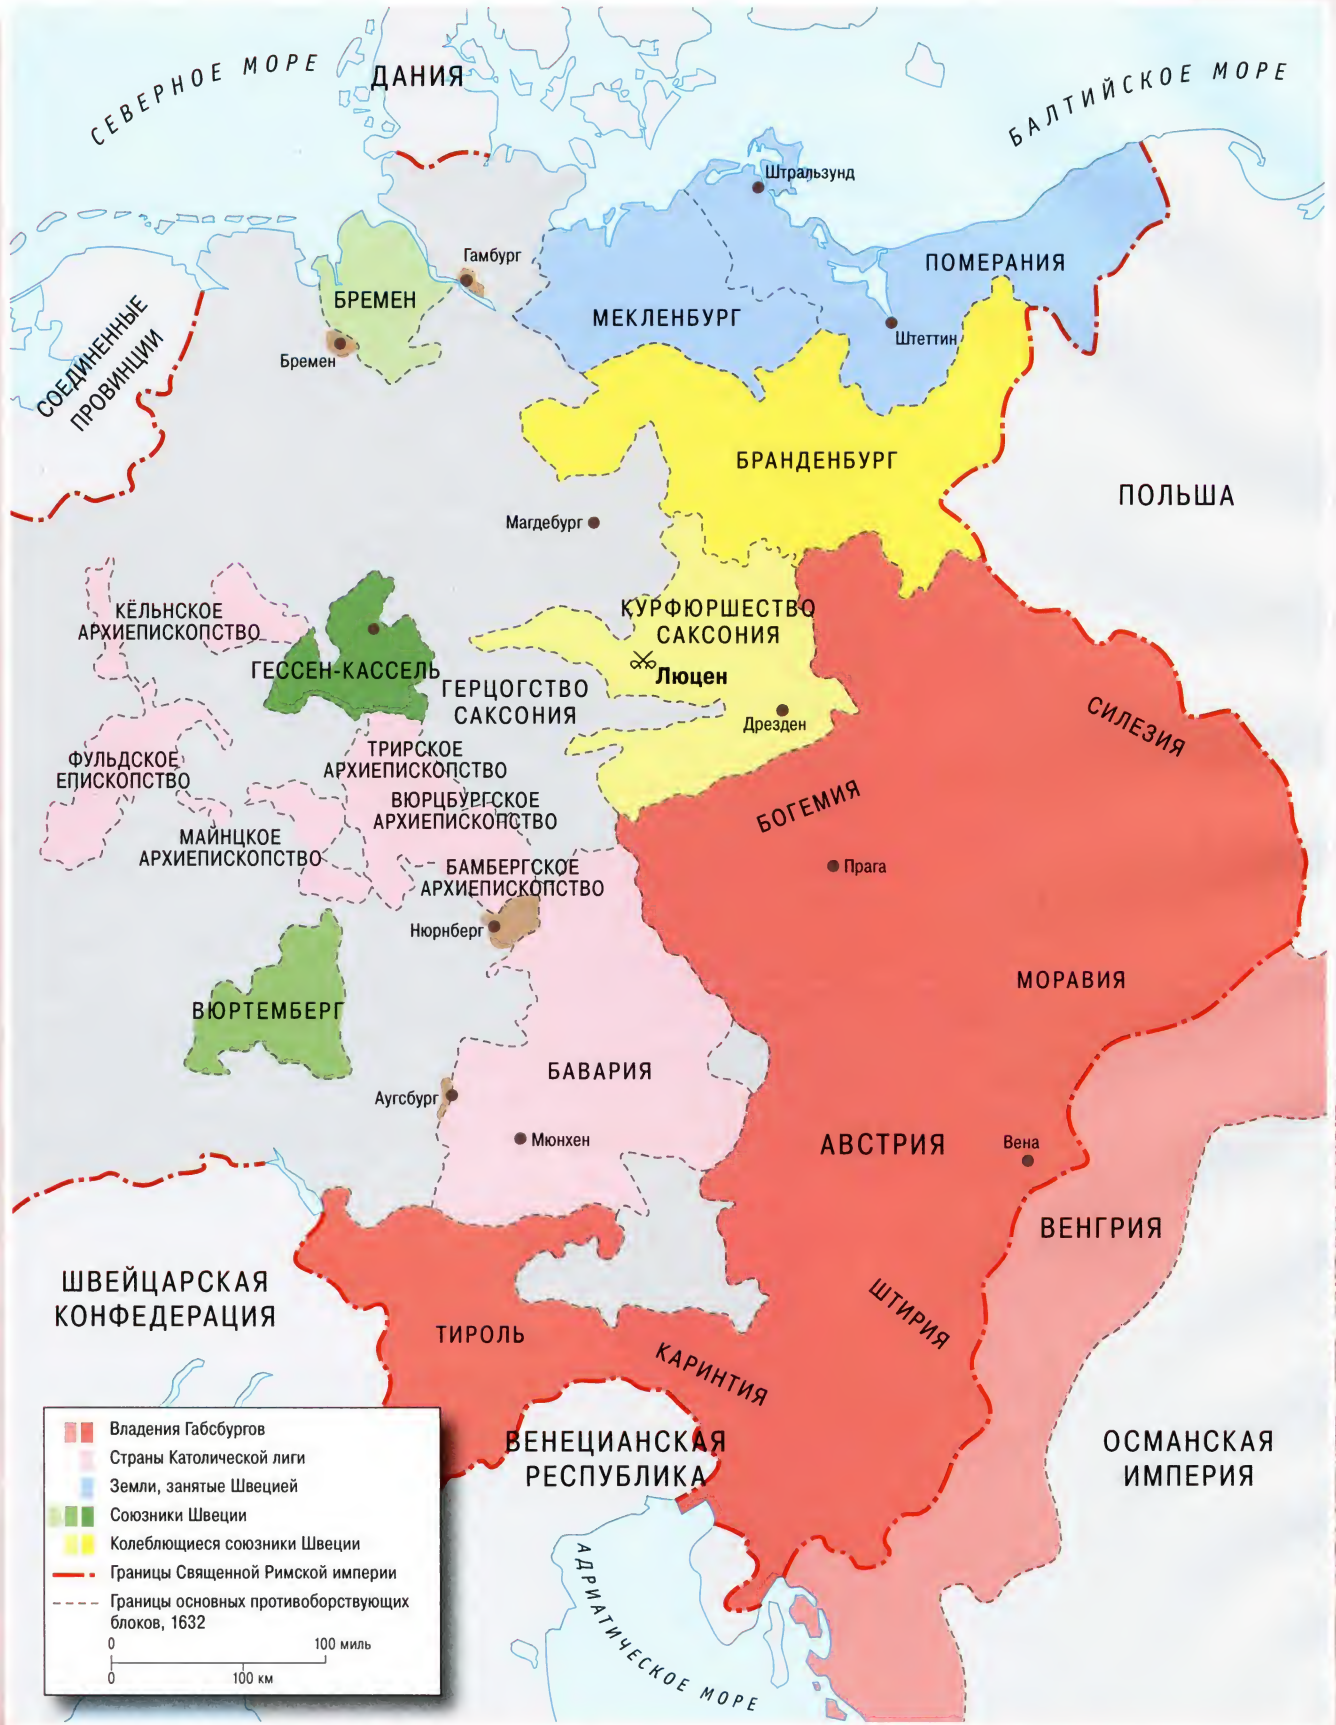 СЕВЕРНОЕ МОРЕ
ДАНИЯ
БАЛТИЙСКОЕ МОРЕ
Штральзунд
Гамбург
ПОМЕРАНИЯ
БРЕМЕН
МЕКЛЕНБУРГ
Штеттин
Бремен
СОЕДИНЕННЫЕ
ПРОВИНЦИИ
БРАНДЕНБУРГ
ПОЛЬША
Магдебург
КЁЛЬНСКОЕ
АРХИЕПИСКОПСТВО
КУРФЮРШЕСТВО
САКСОНИЯ
Люцен
ГЕССЕН-КАССЕЛЬ
ГЕРЦОГСТВО
САКСОНИЯ
Дрезден
СИЛЕЗИЯ
ФУЛЬДСКОЕ
ЕПИСКОПСТВО
ТРИРСКОЕ
АРХИЕПИСКОПСТВО
ВЮРЦБУРГСКОЕ
АРХИЕПИСКОПСТВО
БОГЕМИЯ
МАЙНЦКОЕ
АРХИЕПИСКОПСТВО
БАМБЕРГСКОЕ
АРХИЕПИСКОПСТВО
Прага
Нюрнберг
МОРАВИЯ
ВЮРТЕМБЕРГ
БАВАРИЯ
Аугсбург
Мюнхен
АВСТРИЯ
Вена
ВЕНГРИЯ
ШВЕЙЦАРСКАЯ
КОНФЕДЕРАЦИЯ
ТИРОЛЬ
ШТИРИЯ
КАРИНТИЯ
ВЕНЕЦИАНСКАЯ
РЕСПУБЛИКА
ОСМАНСКАЯ
ИМПЕРИЯ
АДРИАТИЧЕСКОЕ МОРЕ
Владения Габсбургов
Страны Католической лиги
Земли, занятые Швецией
Союзники Швеции
Колеблющиеся союзники Швеции
Границы Священной Римской империи
Границы основных противоборствующих
блоков, 1632
0 100 миль
0 100 км